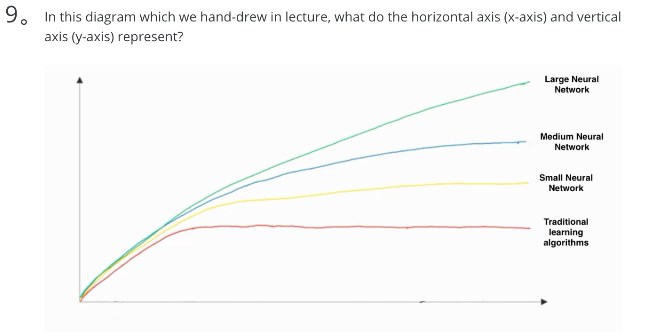 9。 In this diagram which we hand-drew in lecture, what do the horizontal axis (x-axis) and vertical
axis (y-axis) represent?
Large Neural
Network
Medium Neural
Network
Small Neural
Network
Traditional
learning
algorithms